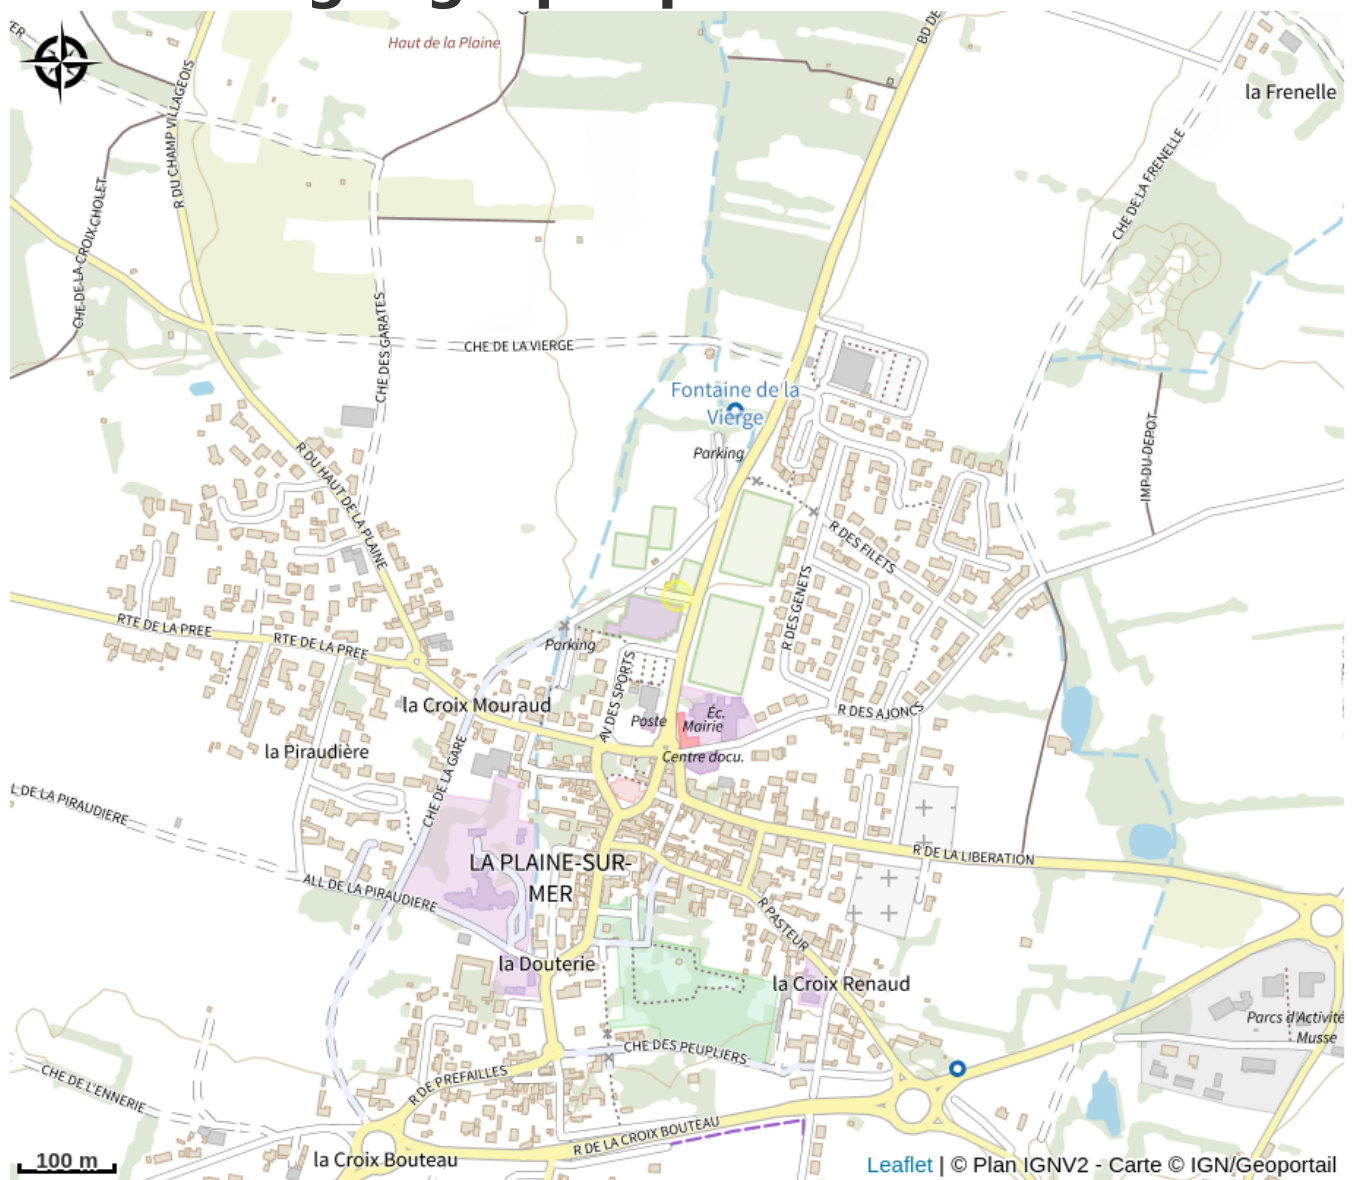 Haut de la Plaine
BD DE
la Frenelle
R DU CHAMP VILLAGEOIS
CHE DE LA FRENELLE
CHE DE LA CROIX CHOLET
CHE DES GARATES
CHE DE LA VIERGE
Fontaine de la
Vierge
Parking
IMP DU DEPOT
R DU HAUT DE LA PLAINE
R DES FILETS
R DES GENETS
RTE DE LA PREE
RTE DE LA PREE
Parking
AV DES SPORTS
la Croix Mouraud
Poste
Éc.
Mairie
R DES AJONCS
la Piraudière
Centre docu.
CHE DE LA GARE
L DE LA PIRAUDIERE
R DE LA LIBERATION
LA PLAINE-SUR-
MER
ALL DE LA PIRAUDIERE
R PASTEUR
la Douterie
la Croix Renaud
Parcs d'Activité
Musse
CHE DES PEUPLIERS
CHE DE L'ENNERIE
R DE PREFAILLES
R DE LA CROIX BOUTEAU
la Croix Bouteau
100 m
Leaflet | © Plan IGNV2 - Carte © IGN/Geoportail